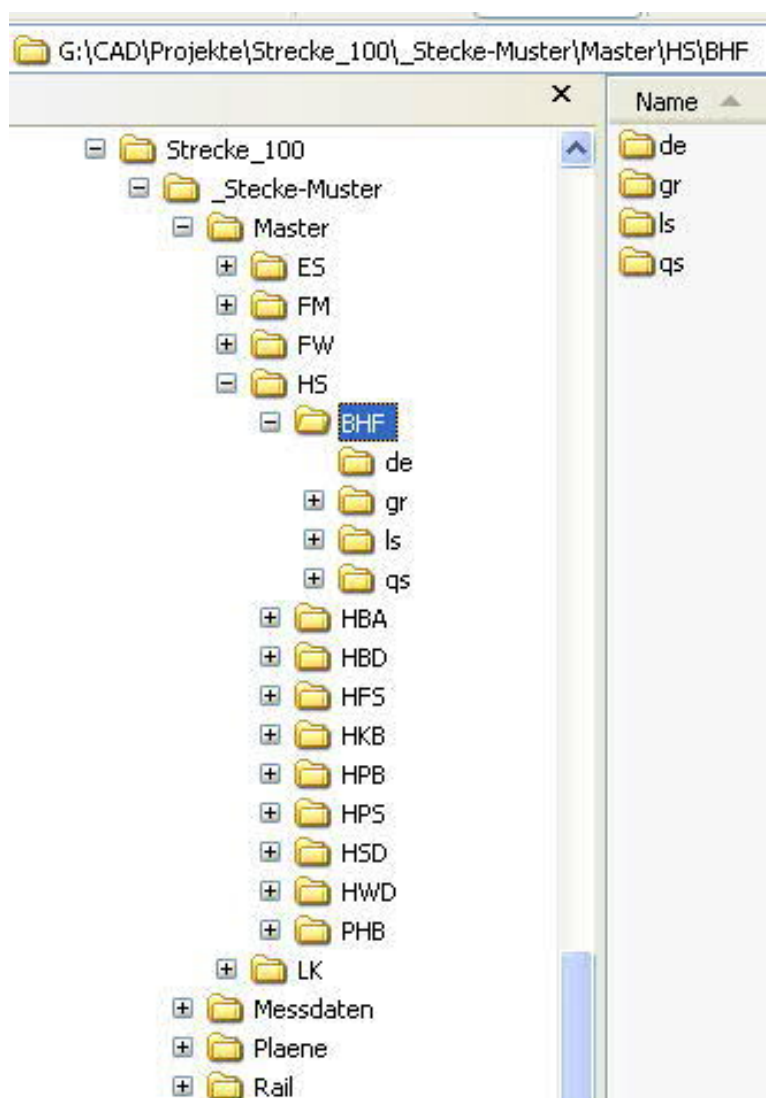 G:\CAD\Projekte\Strecke_100\_Stecke-Muster\Master\HS\BHF
Strecke_100
_Stecke-Muster
Master
ES
FM
FW
HS
BHF
de
gr
ls
qs
HBA
HBD
HFS
HKB
HPB
HPS
HSD
HWD
PHB
LK
Messdaten
Plaene
Rail
Name
de
gr
ls
qs